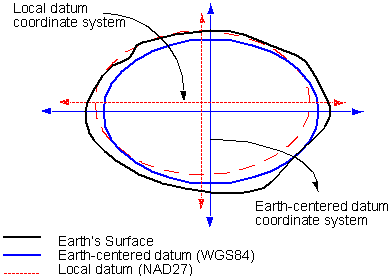 Local datum
coordinate system
Earth-centered datum
coordinate system
Earth's Surface
Earth-centered datum (WGS84)
Local datum (NAD27)